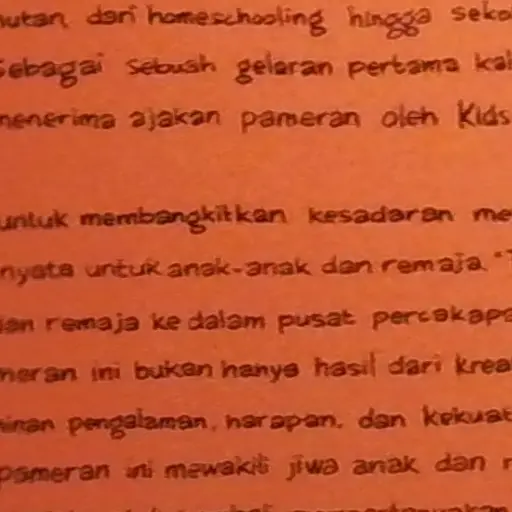 hutan, dari homeschooling hingga seko
Sebagai sebuah gelaran pertama kal
menerima ajakan pameran oleh Kids
untuk membangkitkan kesadaran me
nyata untuk anak-anak dan remaja. "T
dan remaja ke dalam pusat percakapa
meran ini bukan hanya hasil dari krea
inan pengalaman, harapan, dan kekuat
pameran ini mewakili jiwa anak dan r